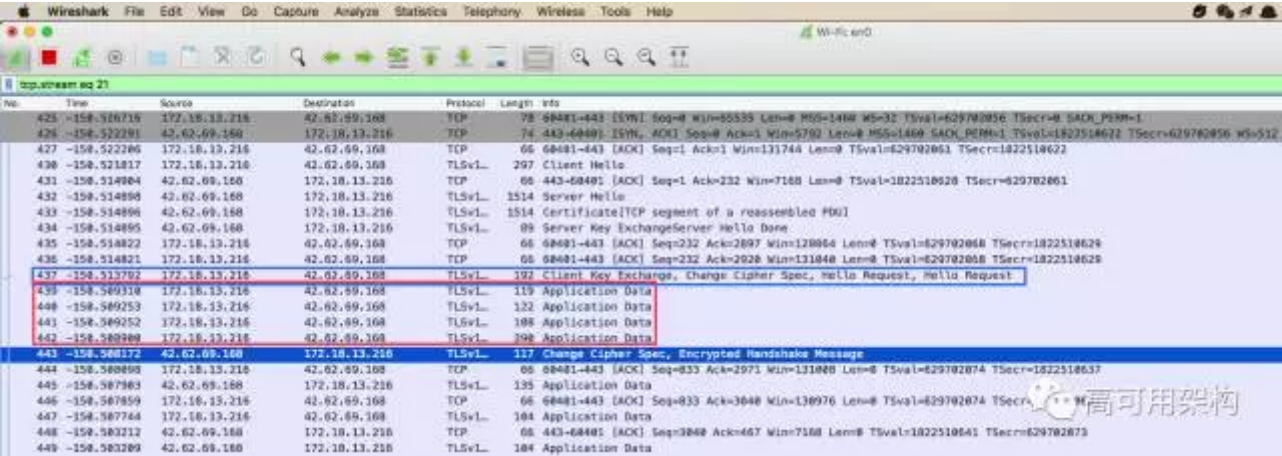 Wireshark File Edit View Go Capture Analyze Statistics Telephony Wireless Tools Help
Wi-Fi: en0
tcp.stream eq 21
No. Time Source Destination Protocol Length Info
425 -150.526716 172.18.13.216 42.62.69.168 TCP 78 60401→443 [SYN] Seq=0 Win=65535 Len=0 MSS=1460 WS=32 TSval=629702056 TSecr=0 SACK_PERM=1
426 -150.522291 42.62.69.168 172.18.13.216 TCP 74 443→60401 [SYN, ACK] Seq=0 Ack=1 Win=5792 Len=0 MSS=1460 SACK_PERM=1 TSval=1822510622 TSecr=629702056 WS=512
427 -150.522206 172.18.13.216 42.62.69.168 TCP 66 60401→443 [ACK] Seq=1 Ack=1 Win=131744 Len=0 TSval=629702061 TSecr=1822510622
430 -150.521817 172.18.13.216 42.62.69.168 TLSv1… 297 Client Hello
431 -150.514904 42.62.69.168 172.18.13.216 TCP 66 443→60401 [ACK] Seq=1 Ack=232 Win=7168 Len=0 TSval=1822510628 TSecr=629702061
432 -150.514898 42.62.69.168 172.18.13.216 TLSv1… 1514 Server Hello
433 -150.514896 42.62.69.168 172.18.13.216 TLSv1… 1514 Certificate[TCP segment of a reassembled PDU]
434 -150.514895 42.62.69.168 172.18.13.216 TLSv1… 89 Server Key ExchangeServer Hello Done
435 -150.514822 172.18.13.216 42.62.69.168 TCP 66 60401→443 [ACK] Seq=232 Ack=2897 Win=128864 Len=0 TSval=629702068 TSecr=1822510629
436 -150.514821 172.18.13.216 42.62.69.168 TCP 66 60401→443 [ACK] Seq=232 Ack=2920 Win=131040 Len=0 TSval=629702068 TSecr=1822510629
437 -150.513792 172.18.13.216 42.62.69.168 TLSv1… 192 Client Key Exchange, Change Cipher Spec, Hello Request, Hello Request
439 -150.509310 172.18.13.216 42.62.69.168 TLSv1… 119 Application Data
440 -150.509253 172.18.13.216 42.62.69.168 TLSv1… 122 Application Data
441 -150.509252 172.18.13.216 42.62.69.168 TLSv1… 108 Application Data
442 -150.508900 172.18.13.216 42.62.69.168 TLSv1… 290 Application Data
443 -150.508172 42.62.69.168 172.18.13.216 TLSv1… 117 Change Cipher Spec, Encrypted Handshake Message
444 -150.508098 172.18.13.216 42.62.69.168 TCP 66 60401→443 [ACK] Seq=833 Ack=2971 Win=131008 Len=0 TSval=629702074 TSecr=1822510637
445 -150.507903 42.62.69.168 172.18.13.216 TLSv1… 135 Application Data
446 -150.507859 172.18.13.216 42.62.69.168 TCP 66 60401→443 [ACK] Seq=833 Ack=3040 Win=130976 Len=0 TSval=629702074
447 -150.507744 172.18.13.216 42.62.69.168 TLSv1… 104 Application Data
448 -150.503212 42.62.69.168 172.18.13.216 TCP 66 443→60401 [ACK] Seq=3040 Ack=467 Win=7168 Len=0 TSval=1822510641 TSecr=629702073
449 -150.503209 42.62.69.168 172.18.13.216 TLSv1… 104 Application Data
高可用架构